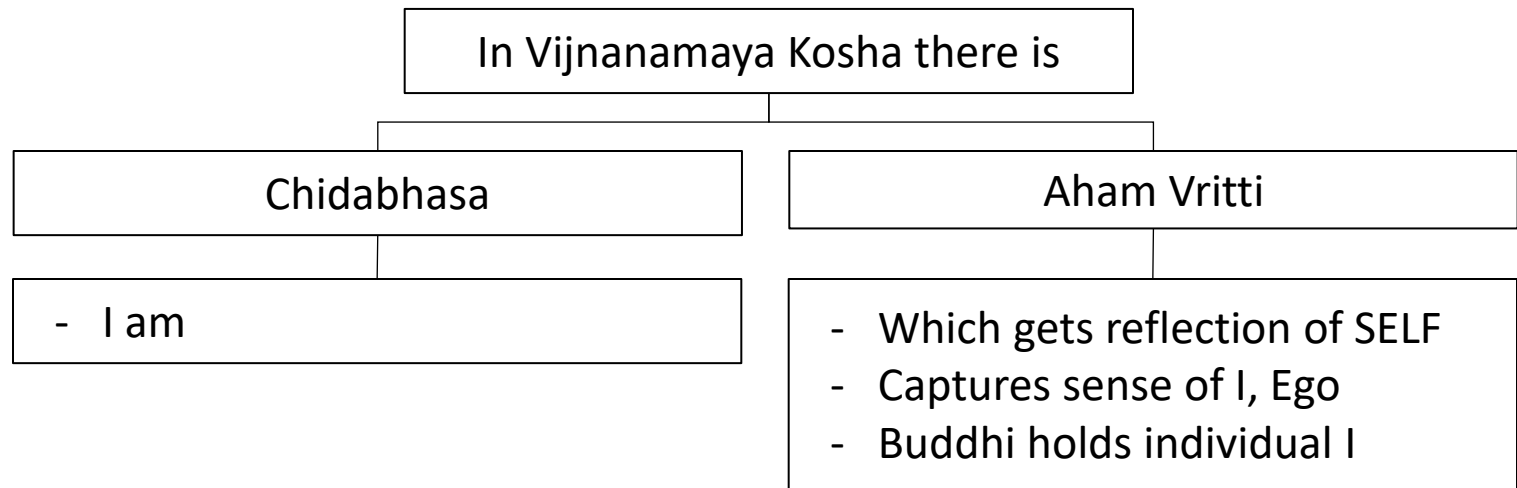 In Vijnanamaya Kosha there is
Chidabhasa
- I am
Aham Vritti
- Which gets reflection of SELF
- Captures sense of I, Ego
- Buddhi holds individual I